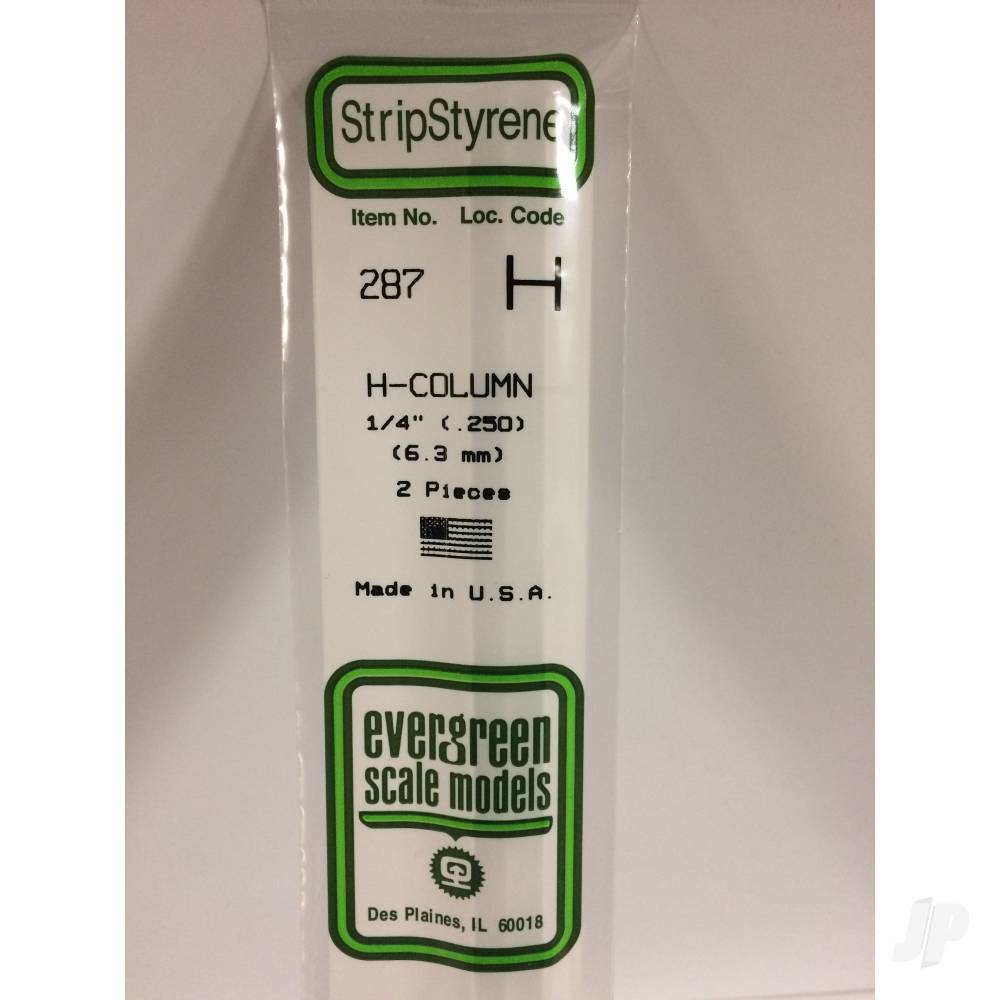 StripStyrene
Item No. Loc. Code
287 H
H-COLUMN
1/4" (.250)
(6.3 mm)
2 Pieces
Made in U.S.A.
evergreen
scale models
Des Plaines, IL 60018
JP